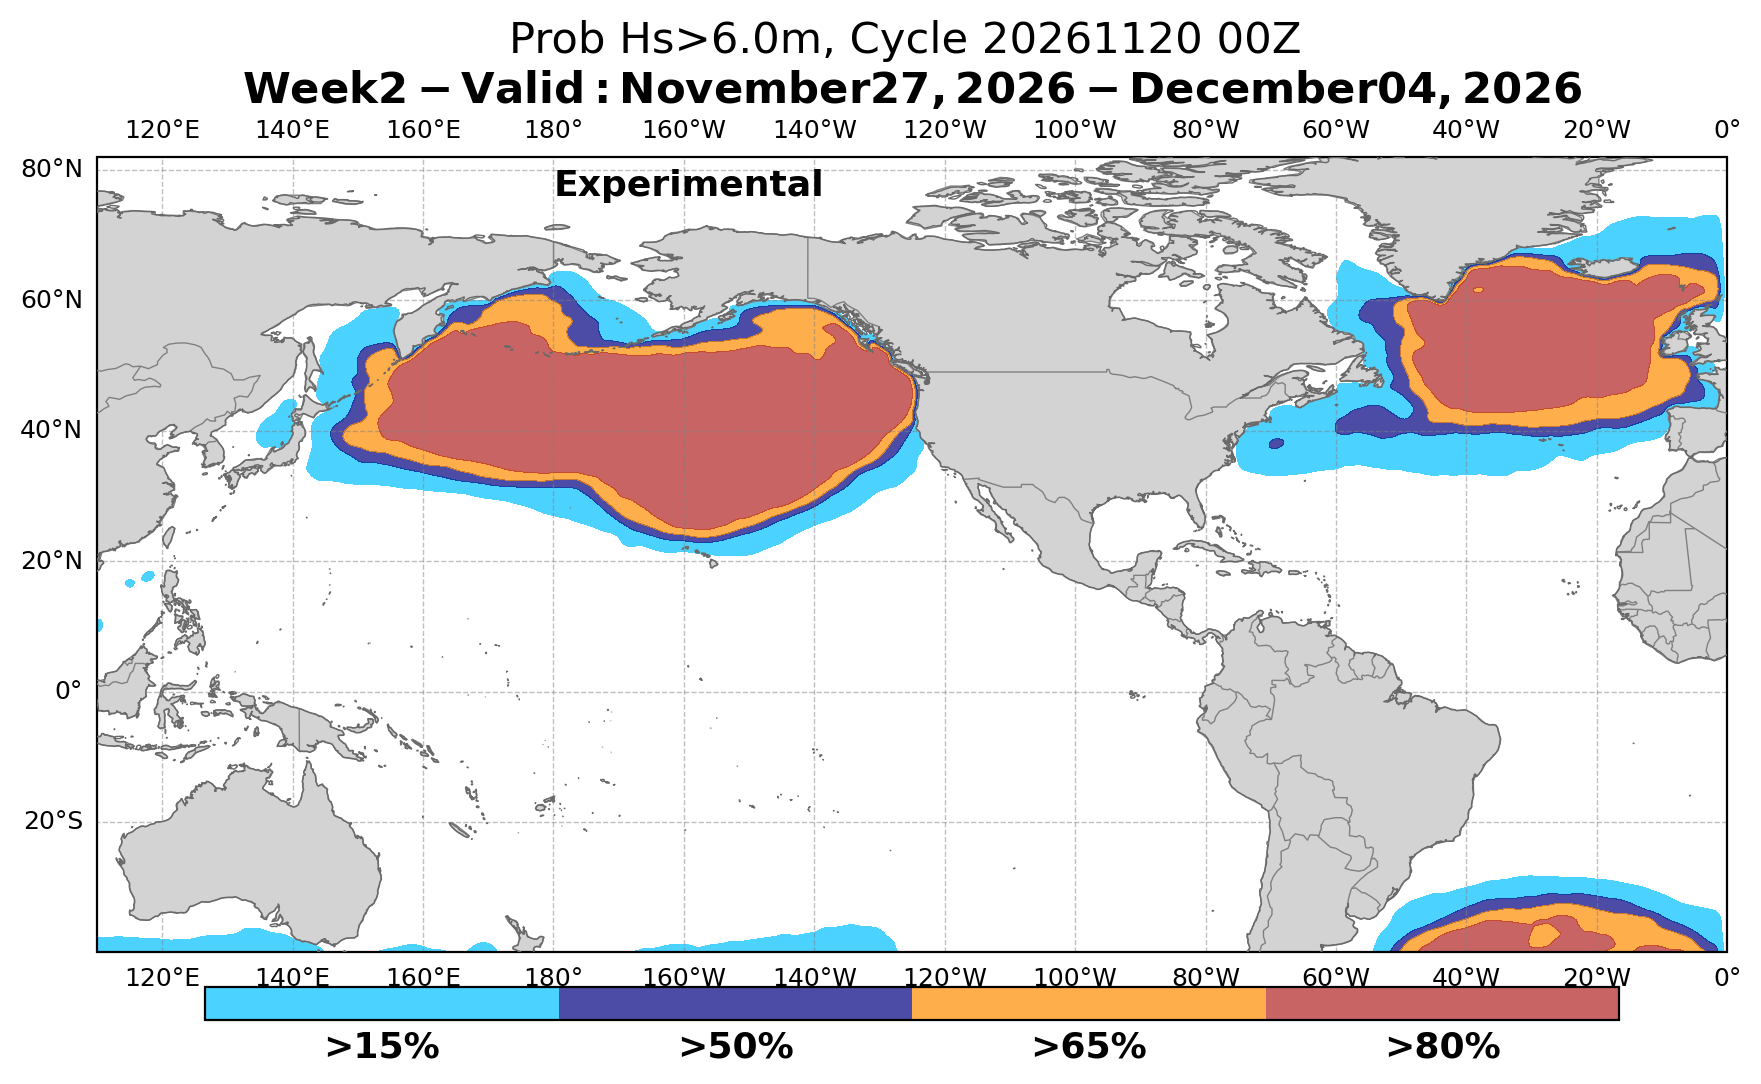 Prob Hs>6.0m, Cycle 20261120 00Z
Week2 − Valid : November27, 2026 − December04, 2026
120°E 140°E 160°E 180° 160°W 140°W 120°W 100°W 80°W 60°W 40°W 20°W 0°
80°N
Experimental
60°N
40°N
20°N
0°
20°S
120°E 140°E 160°E 180° 160°W 140°W 120°W 100°W 80°W 60°W 40°W 20°W 0°
>15% >50% >65% >80%